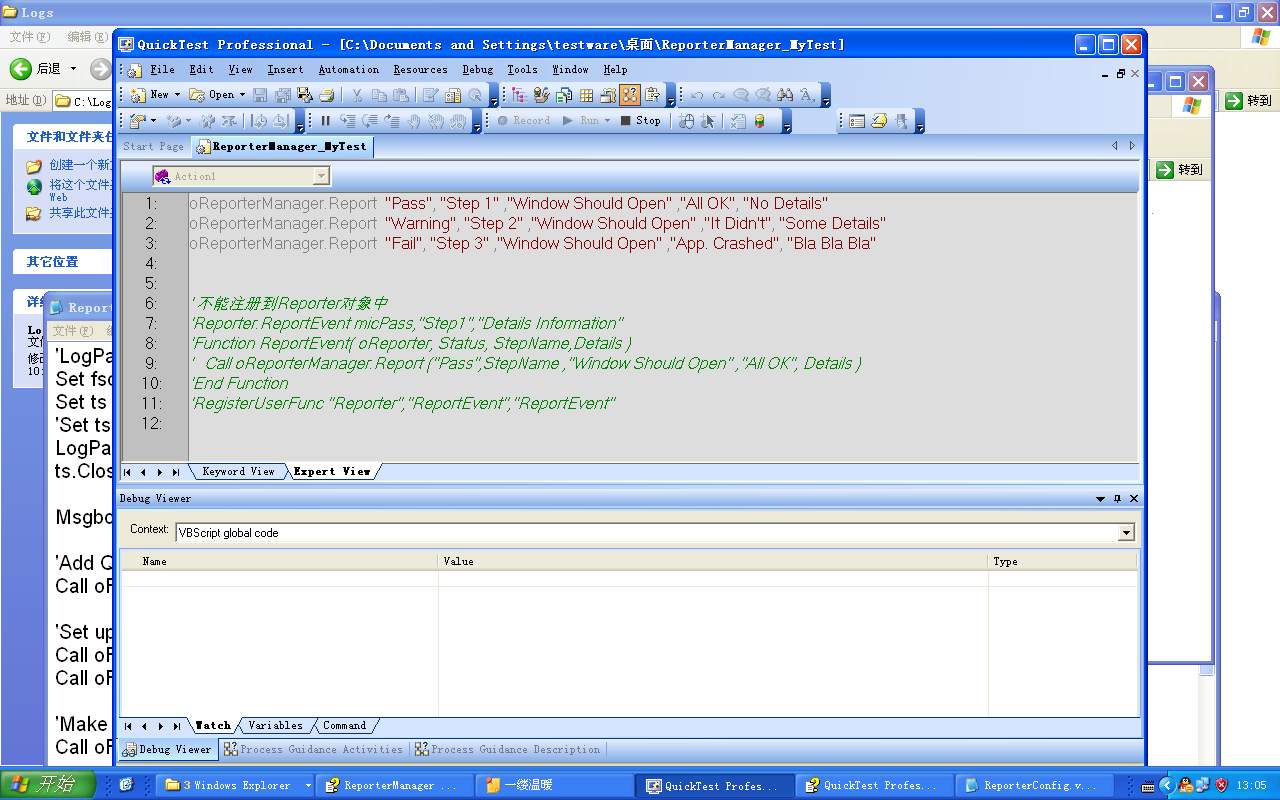 Logs
文件(F) 编辑(E)
后退
转到
地址(D) C:\Log
文件和文件夹任
创建一个新
将这个文件
Web
共享此文件
其它位置
详细
转到
Report
文件(F)
'LogPa
Set fso
Set ts
'Set ts
LogPa
ts.Clos
Msgbo
'Add Q
Call oR
'Set up
Call oR
Call oR
'Make
Call oR
QuickTest Professional - [C:\Documents and Settings\testware\桌面\ReporterManager_MyTest]
File Edit View Insert Automation Resources Debug Tools Window Help
New Open
Record Run Stop
Start Page ReporterManager_MyTest
Action1
1: oReporterManager.Report "Pass", "Step 1" ,"Window Should Open" ,"All OK", "No Details"
2: oReporterManager.Report "Warning", "Step 2" ,"Window Should Open" ,"It Didn't", "Some Details"
3: oReporterManager.Report "Fail", "Step 3" ,"Window Should Open" ,"App. Crashed", "Bla Bla Bla"
4:
5:
6: ' 不能注册到Reporter对象中
7: 'Reporter.ReportEvent micPass,"Step1","Details Information"
8: 'Function ReportEvent( oReporter, Status, StepName,Details )
9: ' Call oReporterManager.Report ("Pass",StepName ,"Window Should Open" ,"All OK", Details )
10: 'End Function
11: 'RegisterUserFunc "Reporter","ReportEvent","ReportEvent"
12:
Keyword View Expert View
Debug Viewer
Context: VBScript global code
Name Value Type
Watch Variables Command
Debug Viewer Process Guidance Activities Process Guidance Description
开始 3 Windows Explorer ReporterManager ... 一缕温暖 QuickTest Profes... QuickTest Profes... ReporterConfig.v... 13:05